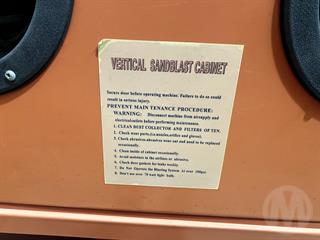 VERTICAL SANDBLAST CABINET
Secure door before operating machine. Failure to do so could
result in serious injury.
PREVENT MAIN TENANCE PROCEDURE:
WARNING: Disconnect machine from airsupply and
electricaloutlets before performing maintenance.
1. CLEAN DUST COLLECTOR AND FILTERS OF TEN.
2. Check wear parts.(i.e.nozzles,orifice and glovse).
3. Check abrasives.abrasives wear out and need to be replaced
occasionally.
4. Clean inside of cabinet occasionally.
5. Avoid moisture in the airlines or abrasive.
6. Check door gaskets for leaks weekly.
7. Do Not Operate the Blasting System At over 100psi.
8. Don't use over 70 watt light bulb.